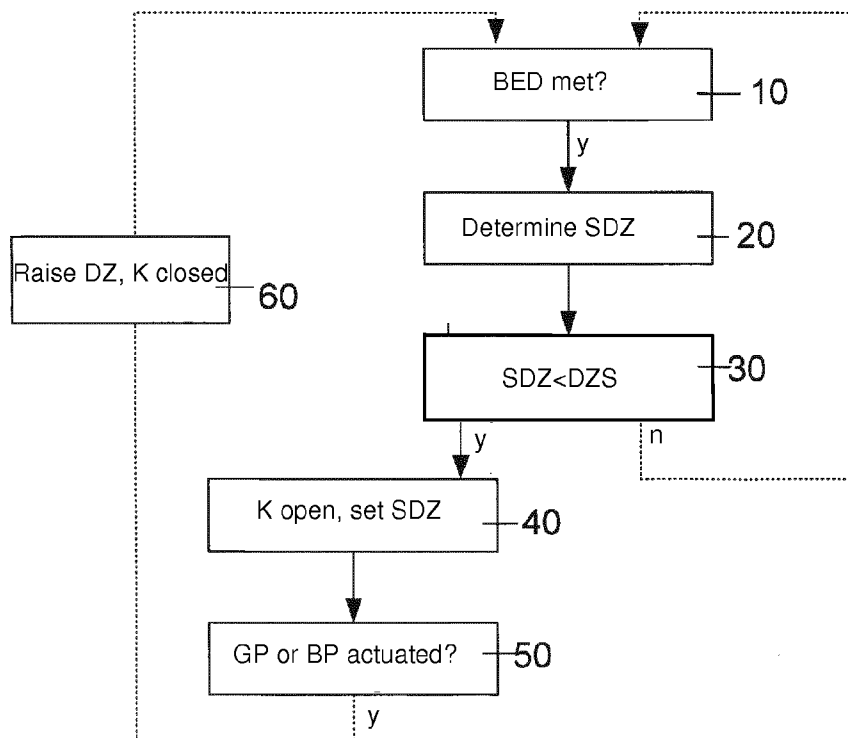 BED met?
10
y
Determine SDZ
20
Raise DZ, K closed
60
SDZ<DZS
30
y
n
K open, set SDZ
40
GP or BP actuated?
50
y